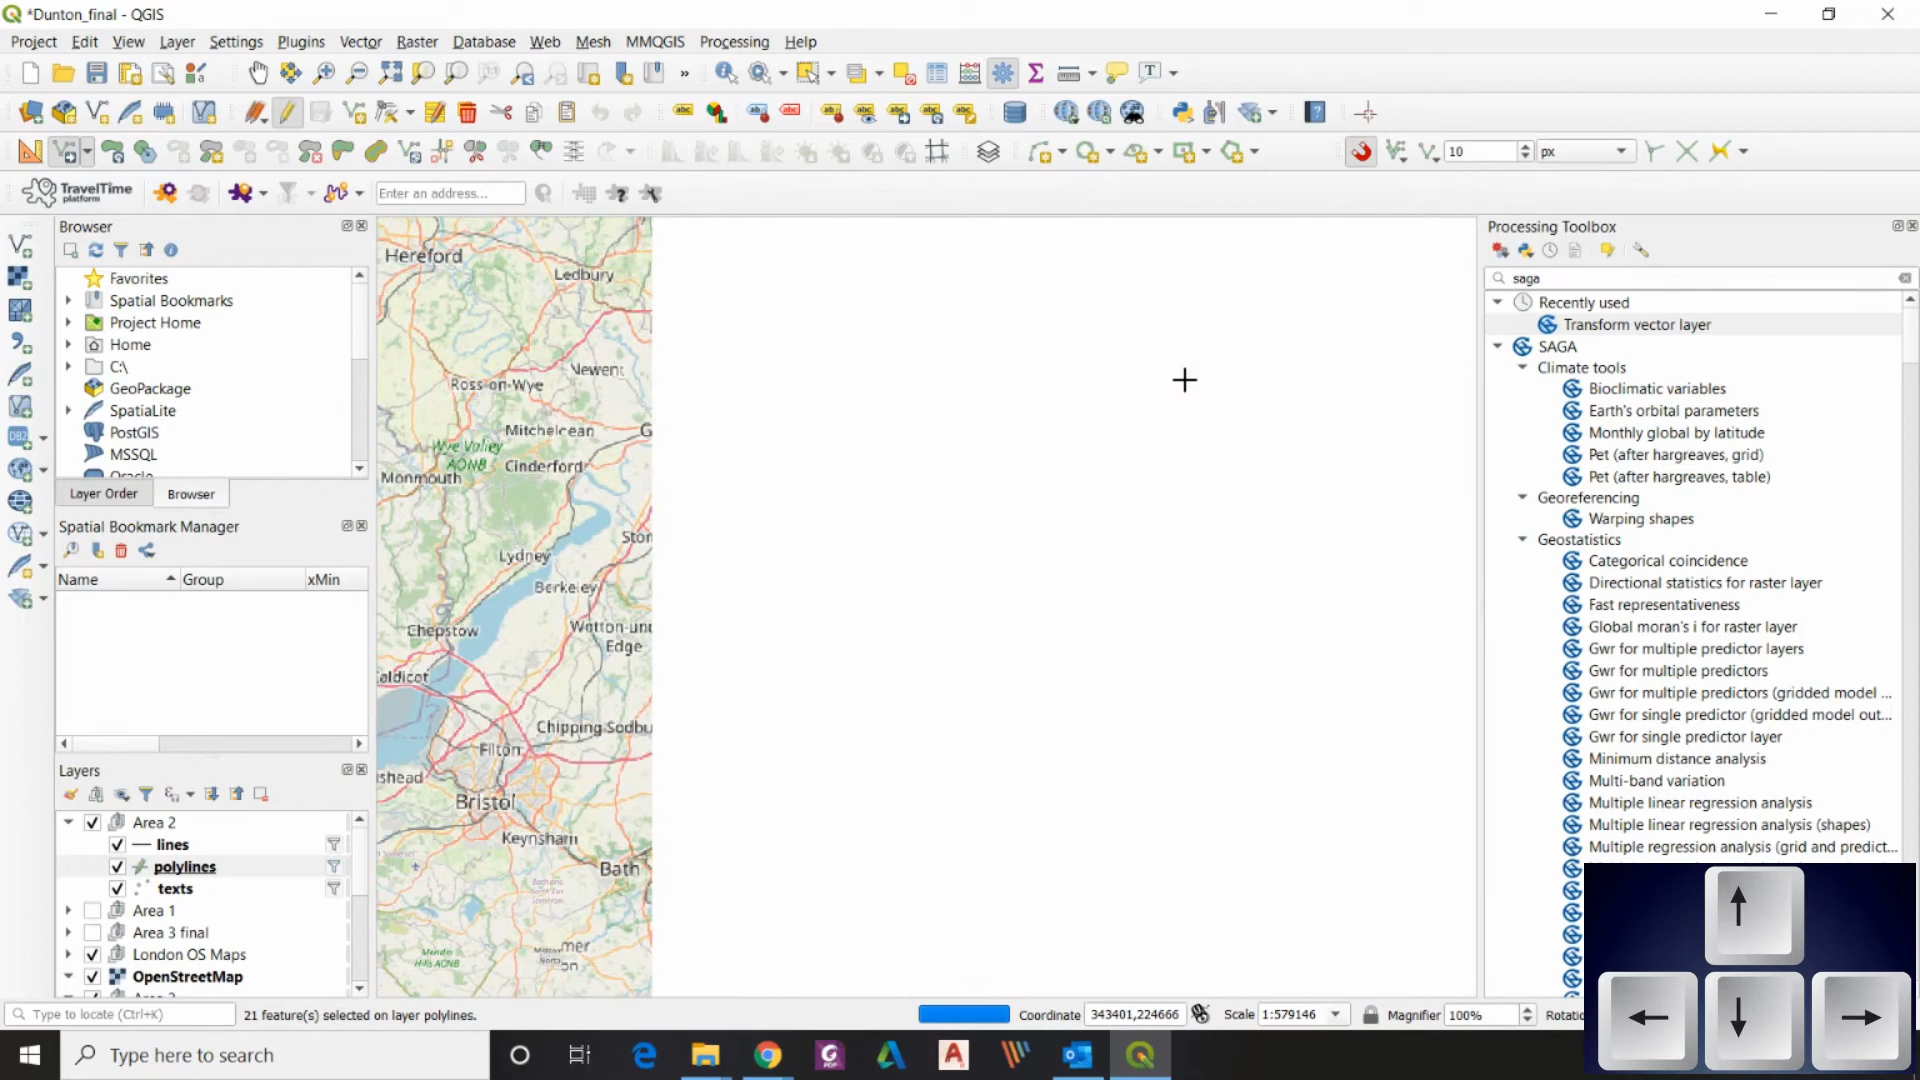 *Dunton_final - QGIS
Project Edit View Layer Settings Plugins Vector Raster Database Web Mesh MMQGIS Processing Help
10 px
TravelTime
platform
Enter an address...
Browser
Favorites
Spatial Bookmarks
Project Home
Home
C:\
GeoPackage
SpatiaLite
PostGIS
MSSQL
Oracle
Layer Order Browser
Spatial Bookmark Manager
Name Group xMin
Layers
Area 2
lines
polylines
texts
Area 1
Area 3 final
London OS Maps
OpenStreetMap
Hereford
Ledbury
Newent
Ross-on-Wye
Mitcheldean
Wye Valley
AONB
Cinderford
Monmouth
Lydney
Berkeley
Chepstow
Edge
Chipping Sodbu
Filton
Bristol
Keynsham
Bath
Mendip
Hills AONB
Processing Toolbox
saga
Recently used
Transform vector layer
SAGA
Climate tools
Bioclimatic variables
Earth's orbital parameters
Monthly global by latitude
Pet (after hargreaves, grid)
Pet (after hargreaves, table)
Georeferencing
Warping shapes
Geostatistics
Categorical coincidence
Directional statistics for raster layer
Fast representativeness
Global moran's i for raster layer
Gwr for multiple predictor layers
Gwr for multiple predictors
Gwr for multiple predictors (gridded model ...
Gwr for single predictor (gridded model out...
Gwr for single predictor layer
Minimum distance analysis
Multi-band variation
Multiple linear regression analysis
Multiple linear regression analysis (shapes)
Multiple regression analysis (grid and predict...
Type to locate (Ctrl+K) 21 feature(s) selected on layer polylines. Coordinate 343401,224666 Scale 1:579146 Magnifier 100% Rotatio
Type here to search